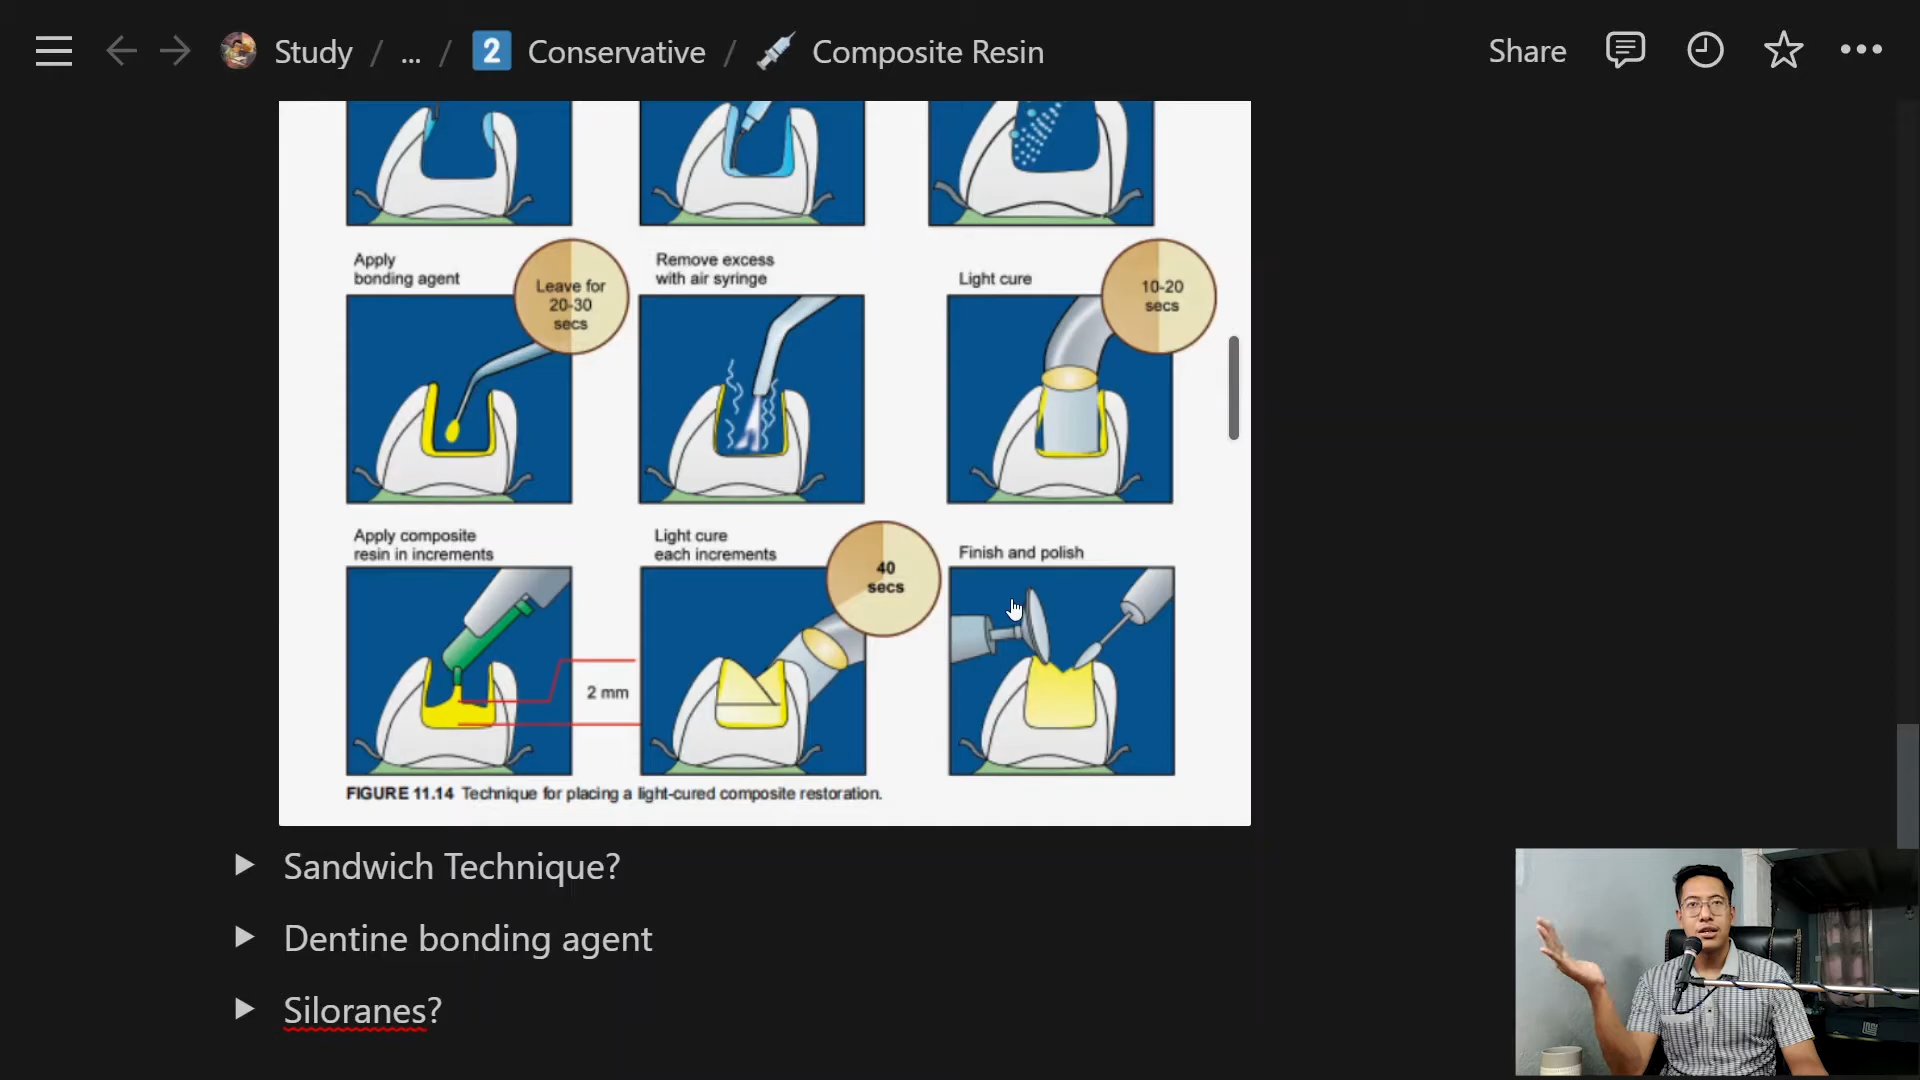 Study / ... / 2 Conservative / Composite Resin
Share
Apply
bonding agent
Leave for
20-30
secs
Remove excess
with air syringe
Light cure
10-20
secs
Apply composite
resin in increments
2 mm
Light cure
each increments
40
secs
Finish and polish
FIGURE 11.14 Technique for placing a light-cured composite restoration.
Sandwich Technique?
Dentine bonding agent
Siloranes?